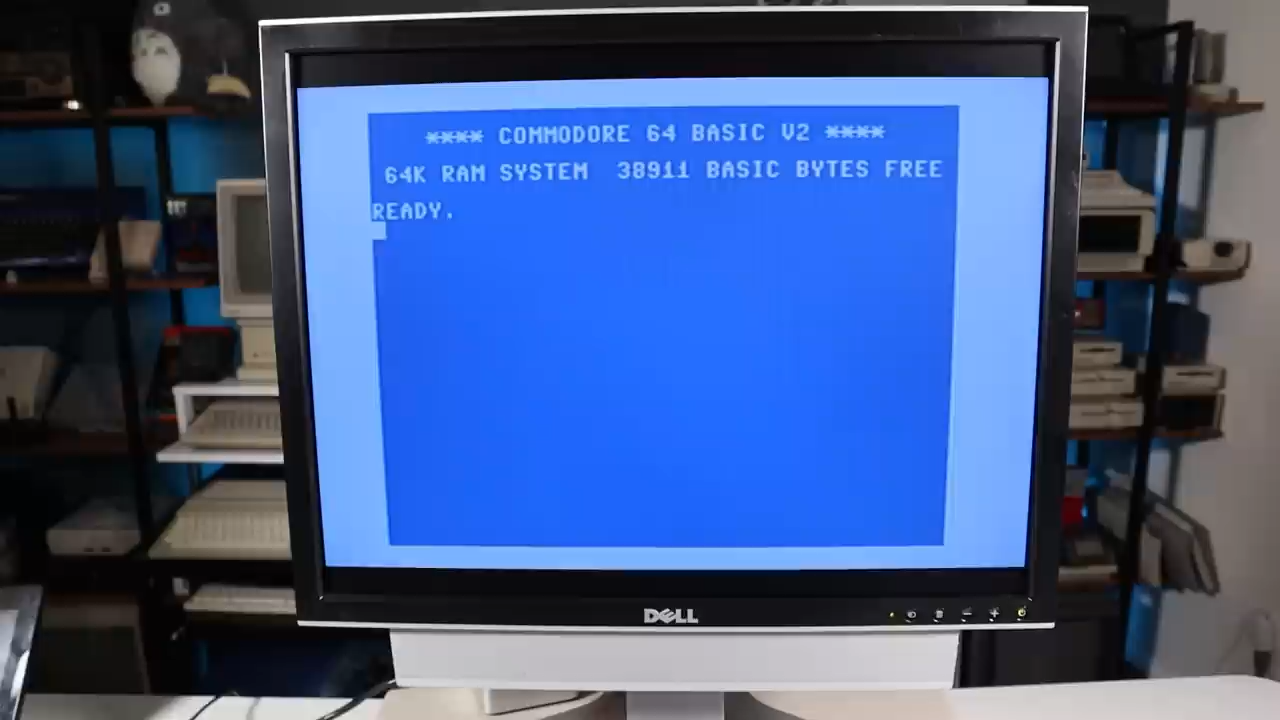 **** COMMODORE 64 BASIC V2 ****
64K RAM SYSTEM  38911 BASIC BYTES FREE
READY.
DELL